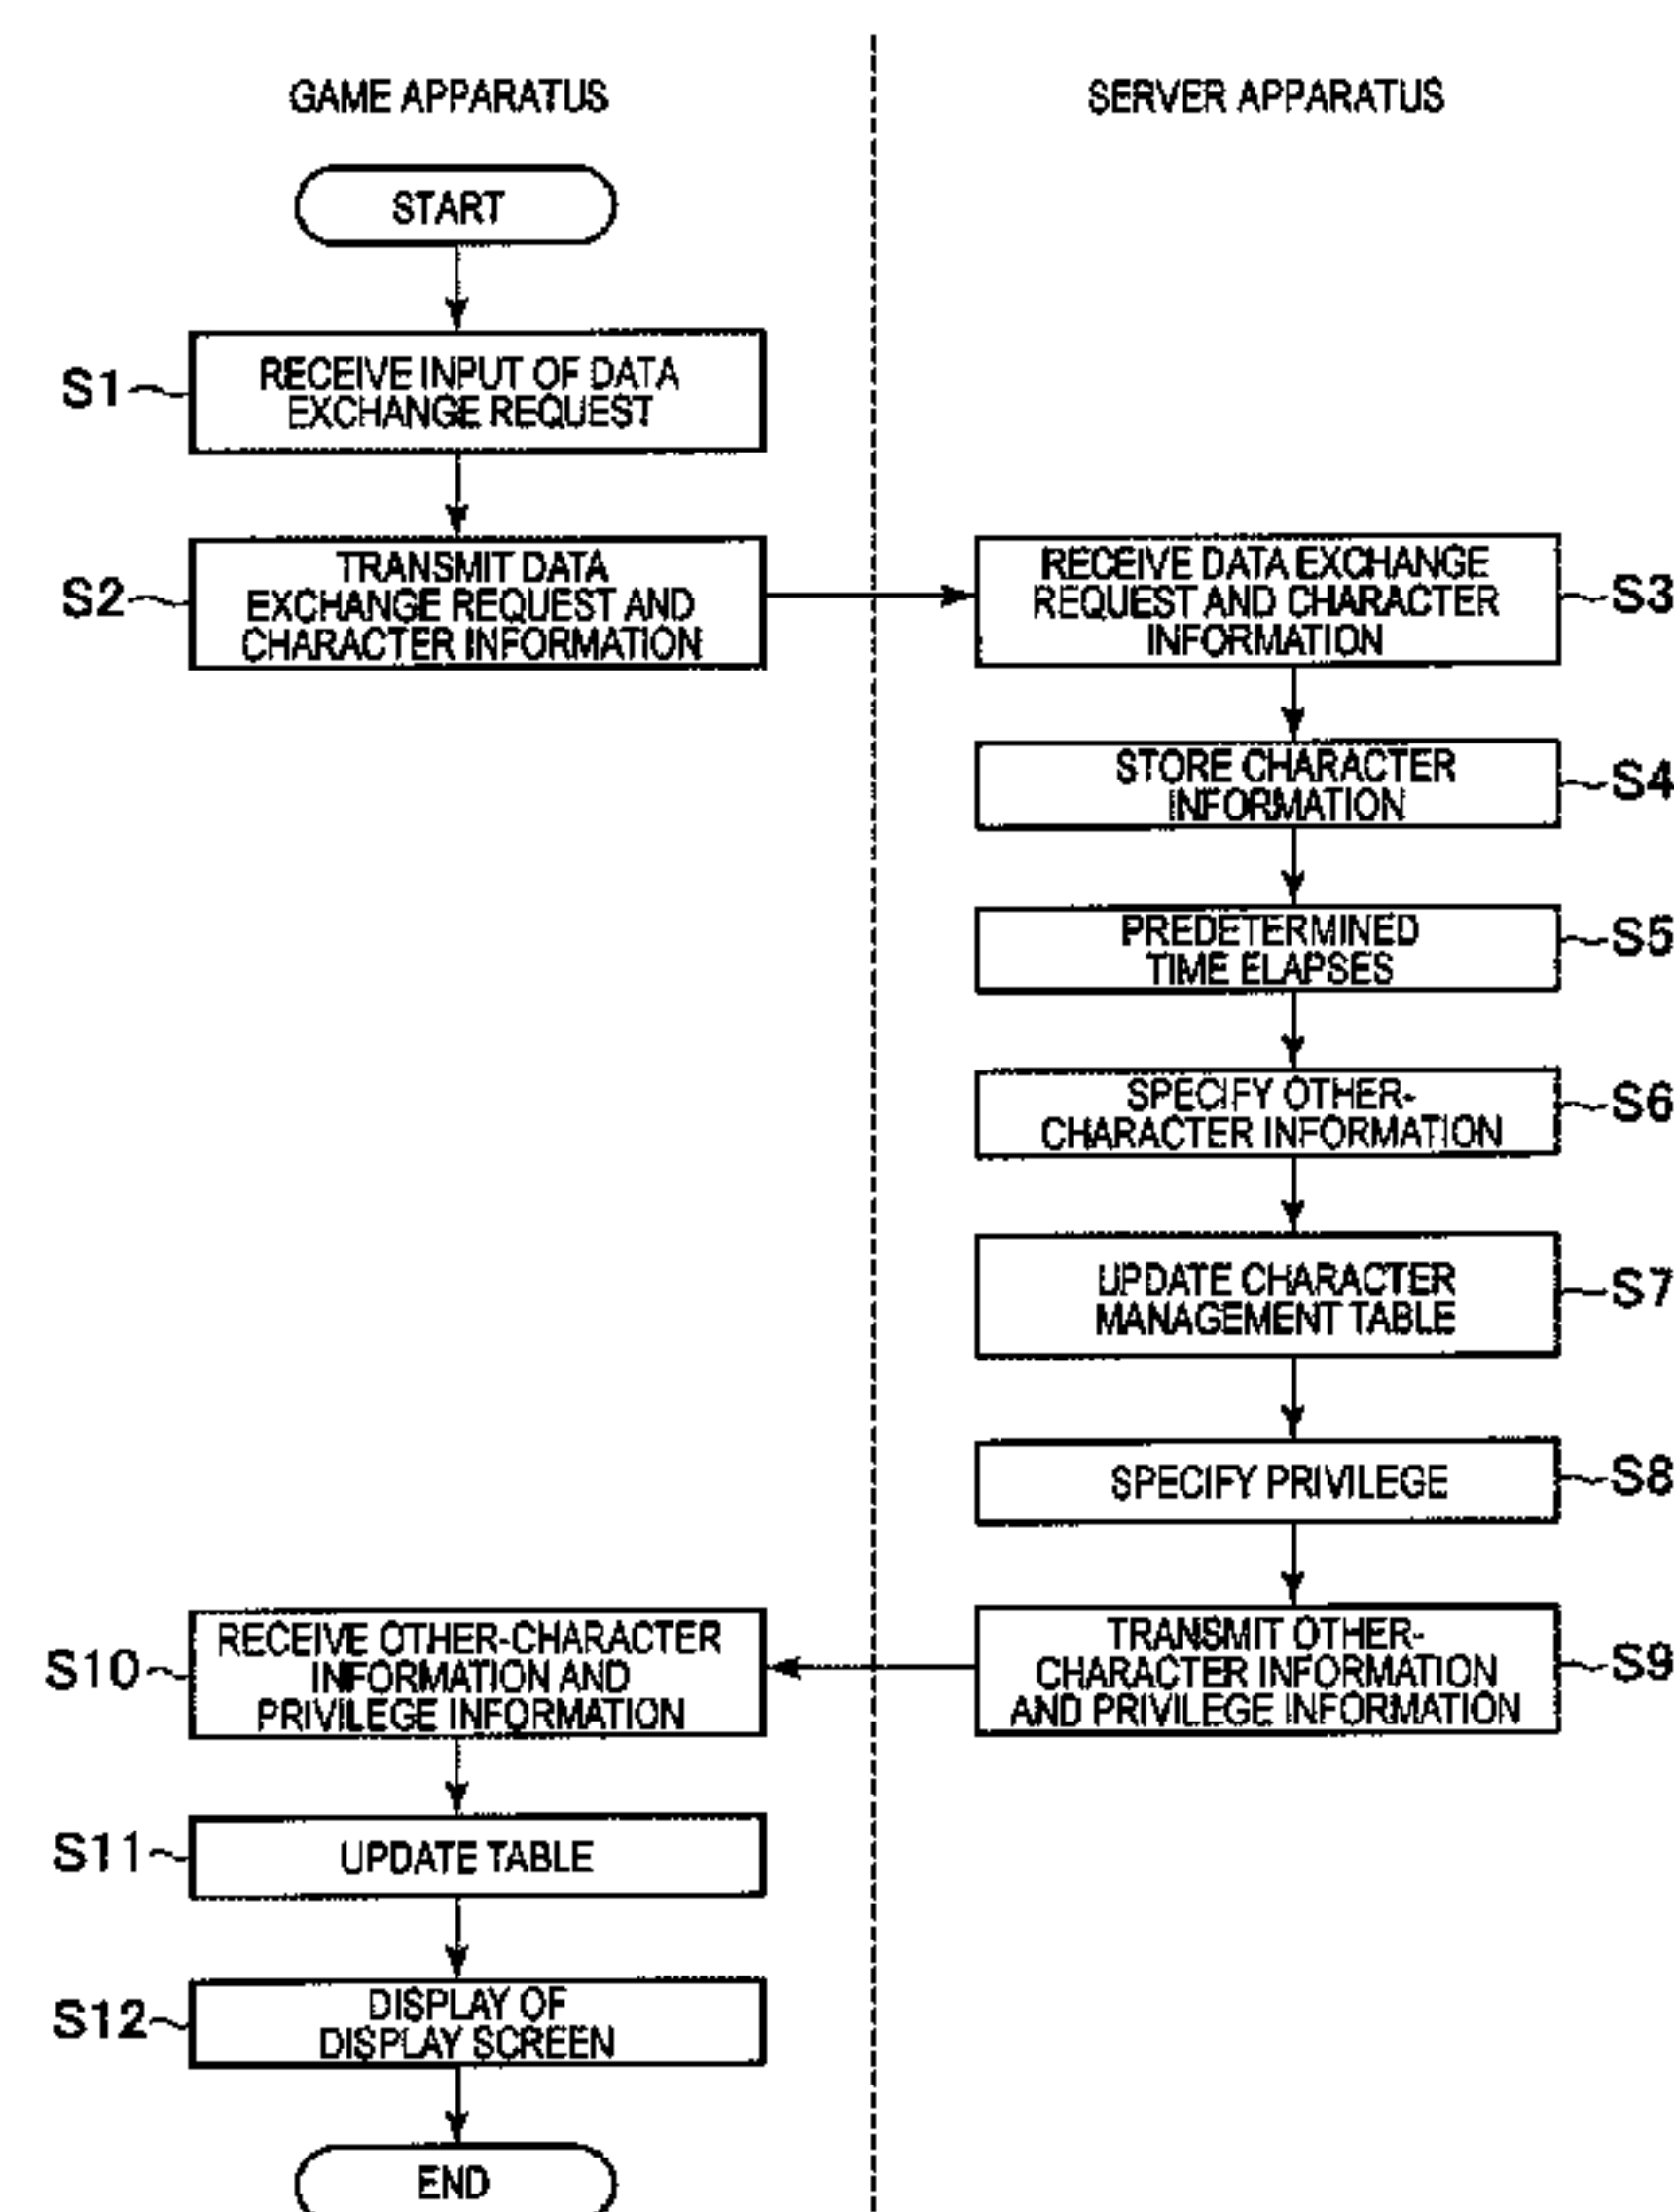 GAME APPARATUS
SERVER APPARATUS
START
S1
RECEIVE INPUT OF DATA
EXCHANGE REQUEST
S2
TRANSMIT DATA
EXCHANGE REQUEST AND
CHARACTER INFORMATION
RECEIVE DATA EXCHANGE
REQUEST AND CHARACTER
INFORMATION
S3
STORE CHARACTER
INFORMATION
S4
PREDETERMINED
TIME ELAPSES
S5
SPECIFY OTHER-
CHARACTER INFORMATION
S6
UPDATE CHARACTER
MANAGEMENT TABLE
S7
SPECIFY PRIVILEGE
S8
TRANSMIT OTHER-
CHARACTER INFORMATION
AND PRIVILEGE INFORMATION
S9
S10
RECEIVE OTHER-CHARACTER
INFORMATION AND
PRIVILEGE INFORMATION
S11
UPDATE TABLE
S12
DISPLAY OF
DISPLAY SCREEN
END